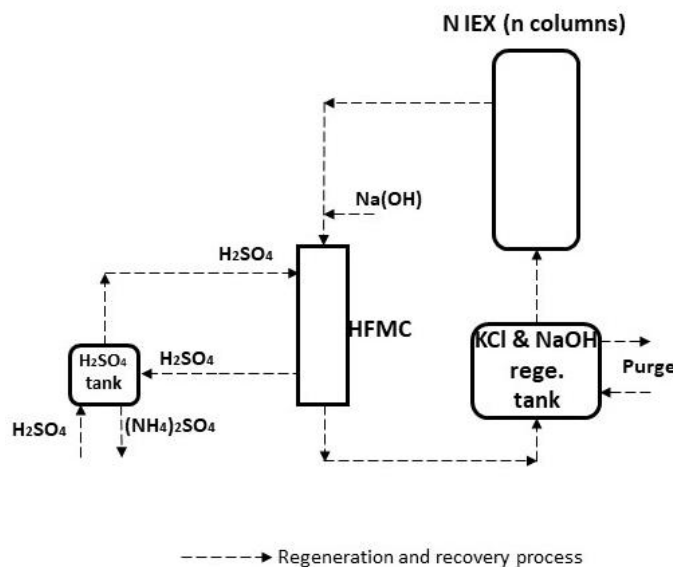 N IEX (n columns)
Na(OH)
H₂SO₄
HFMC
KCl & NaOH
rege.
tank
Purge
H₂SO₄
tank
H₂SO₄
H₂SO₄
(NH₄)₂SO₄
Regeneration and recovery process